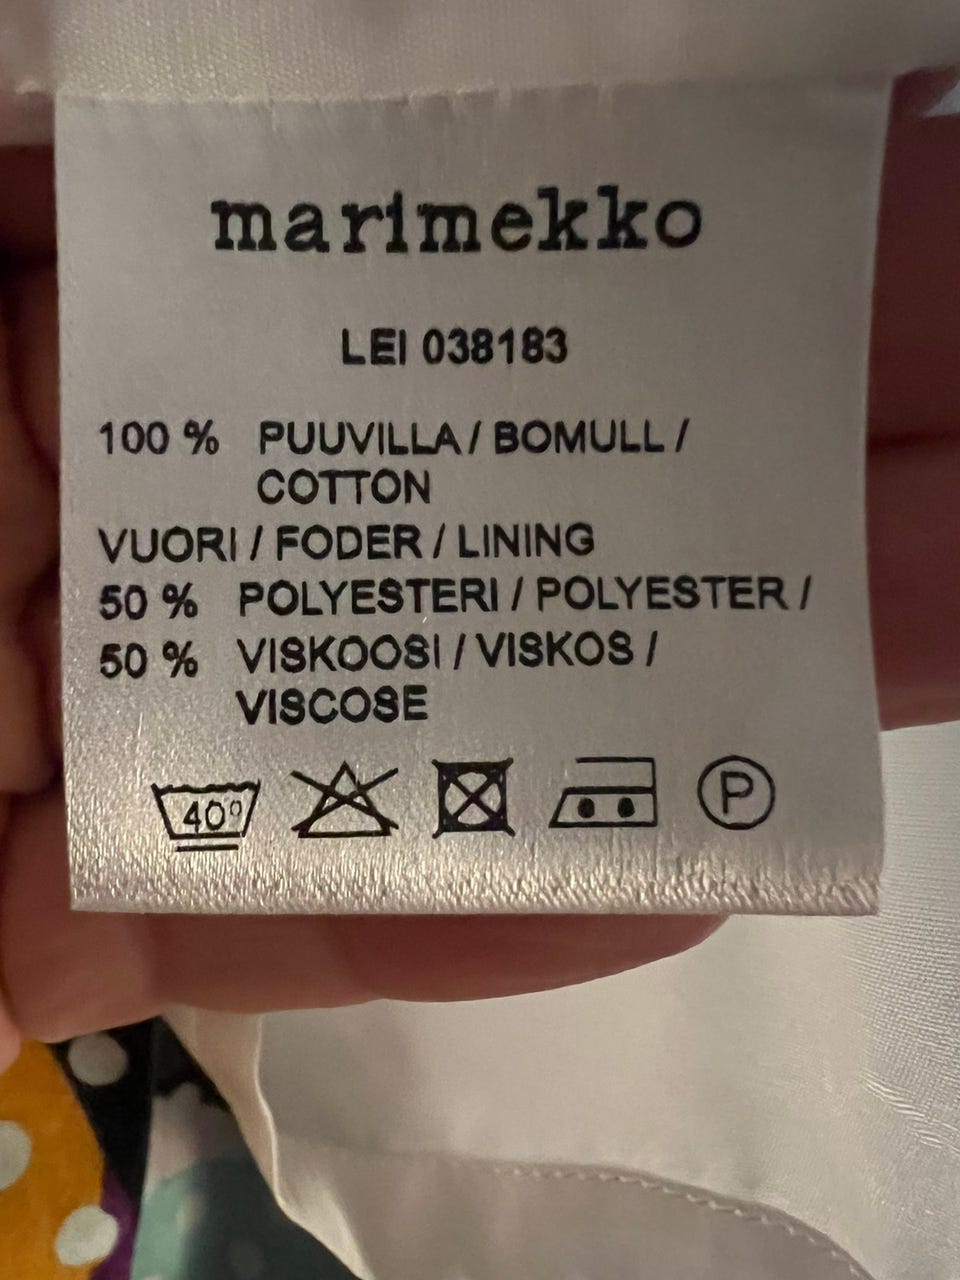 marimekko
LEI 038183
100 % PUUVILLA / BOMULL /
COTTON
VUORI / FODER / LINING
50 % POLYESTERI / POLYESTER /
50 % VISKOOSI / VISKOS /
VISCOSE
40° P